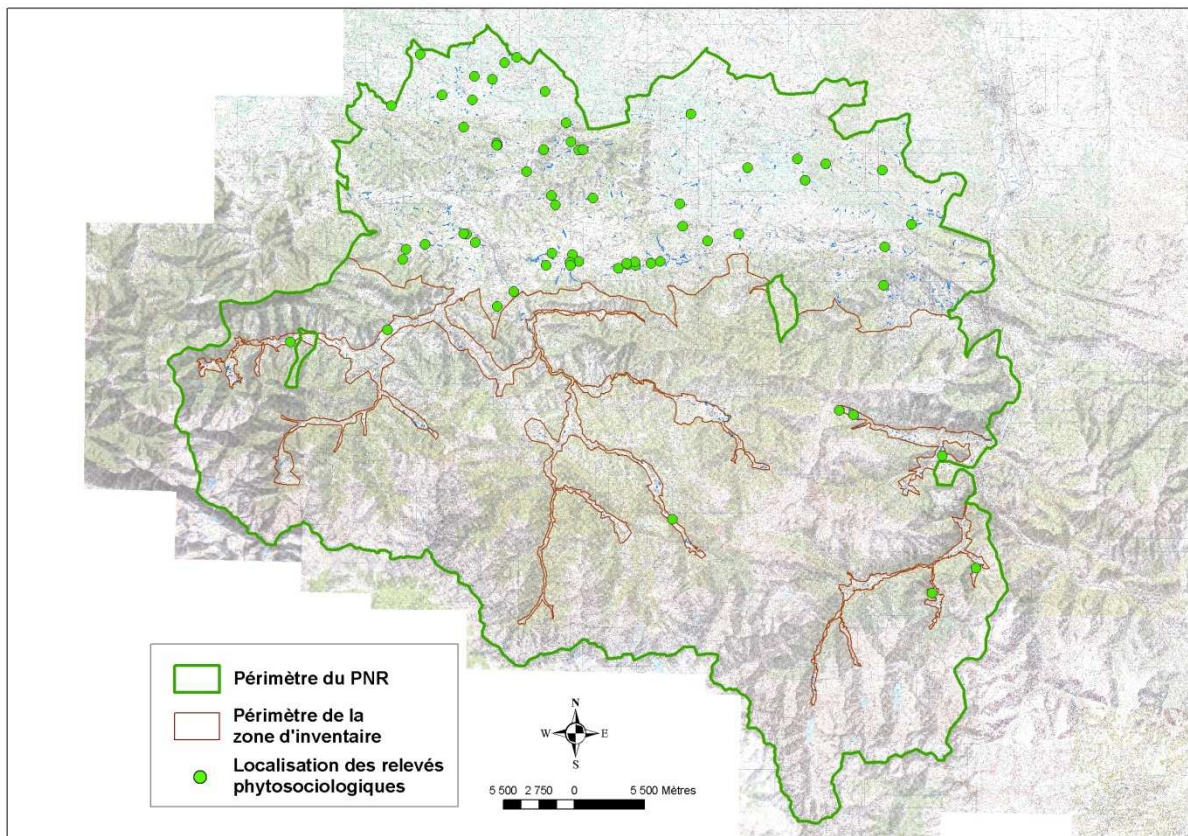 Périmètre du PNR
Périmètre de la
zone d'inventaire
Localisation des relevés
phytosociologiques
N
W E
S
5 500 2 750 0 5 500 Mètres